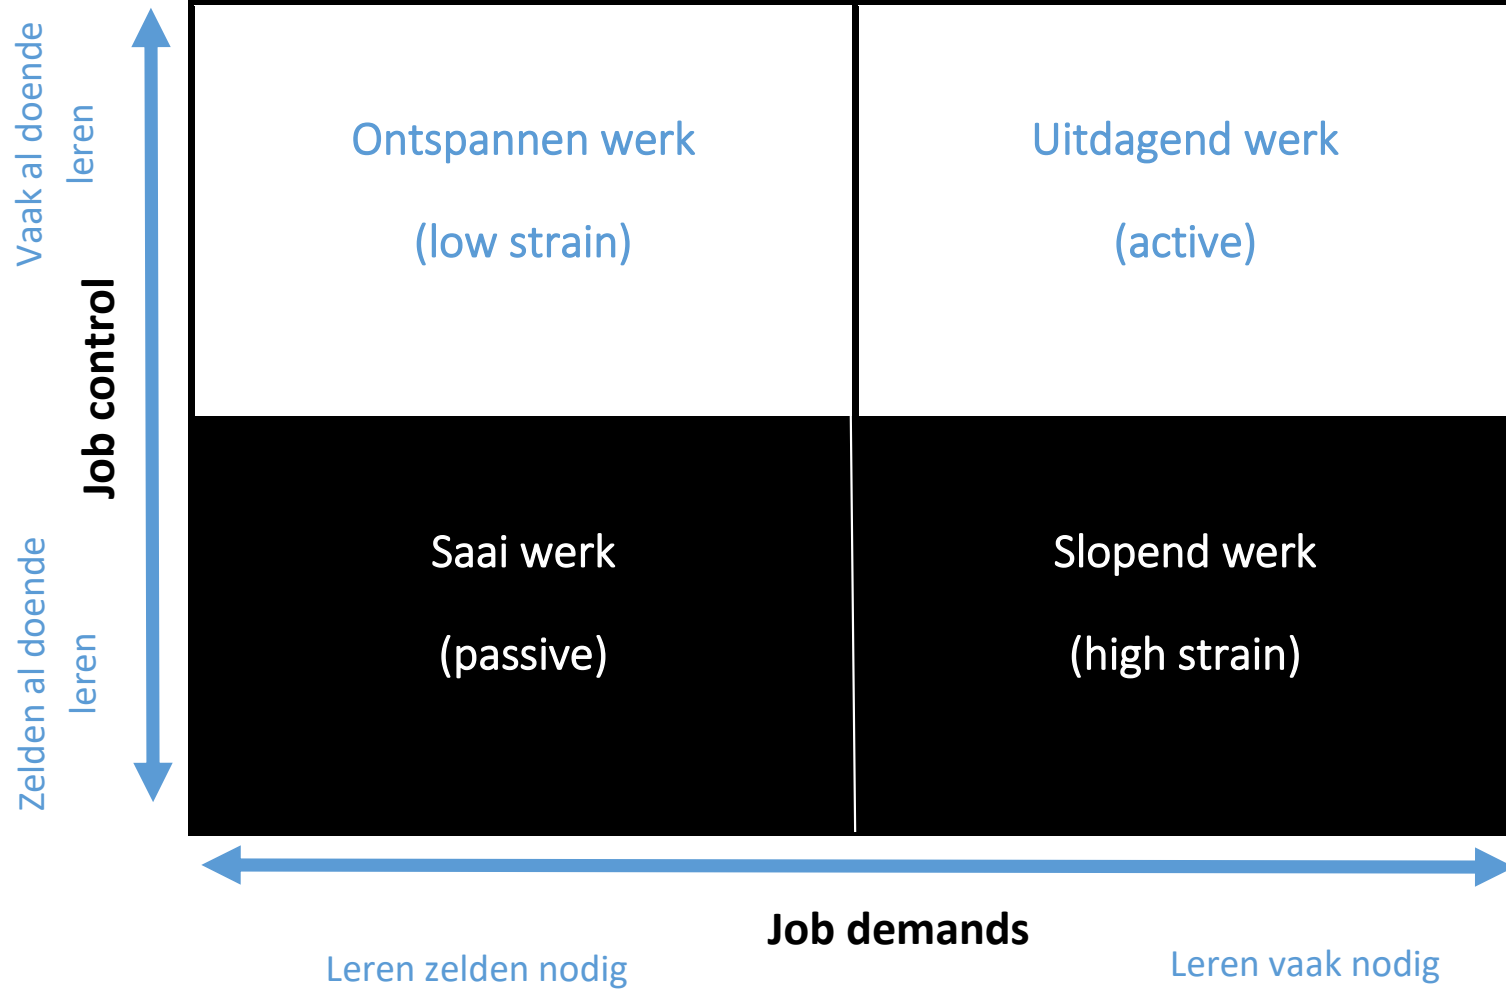 Vaak al doende
leren
Job control
Zelden al doende
leren
Ontspannen werk
(low strain)
Uitdagend werk
(active)
Saai werk
(passive)
Slopend werk
(high strain)
Job demands
Leren zelden nodig
Leren vaak nodig